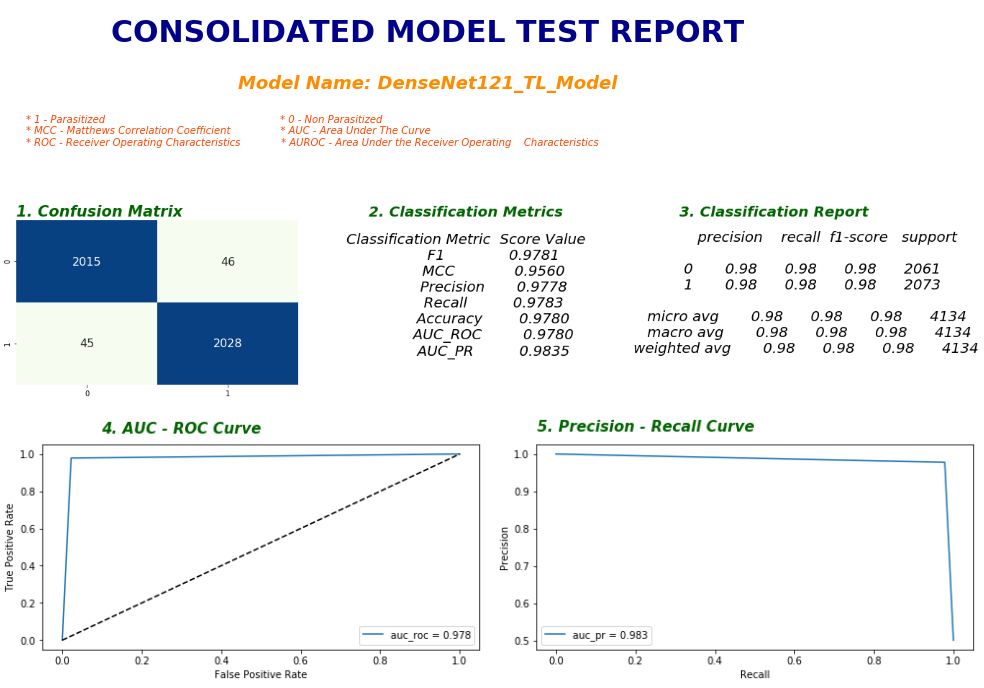 CONSOLIDATED MODEL TEST REPORT
Model Name: DenseNet121_TL_Model
* 1 - Parasitized * 0 - Non Parasitized
* MCC - Matthews Correlation Coefficient * AUC - Area Under The Curve
* ROC - Receiver Operating Characteristics * AUROC - Area Under the Receiver Operating Characteristics
1. Confusion Matrix
0
2015 46
1
45 2028
0 1
2. Classification Metrics
Classification Metric Score Value
F1 0.9781
MCC 0.9560
Precision 0.9778
Recall 0.9783
Accuracy 0.9780
AUC_ROC 0.9780
AUC_PR 0.9835
3. Classification Report
precision recall f1-score support
0 0.98 0.98 0.98 2061
1 0.98 0.98 0.98 2073
micro avg 0.98 0.98 0.98 4134
macro avg 0.98 0.98 0.98 4134
weighted avg 0.98 0.98 0.98 4134
4. AUC - ROC Curve
True Positive Rate
1.0
0.8
0.6
0.4
0.2
0.0
auc_roc = 0.978
0.0 0.2 0.4 0.6 0.8 1.0
False Positive Rate
5. Precision - Recall Curve
Precision
1.0
0.9
0.8
0.7
0.6
0.5
auc_pr = 0.983
0.0 0.2 0.4 0.6 0.8 1.0
Recall